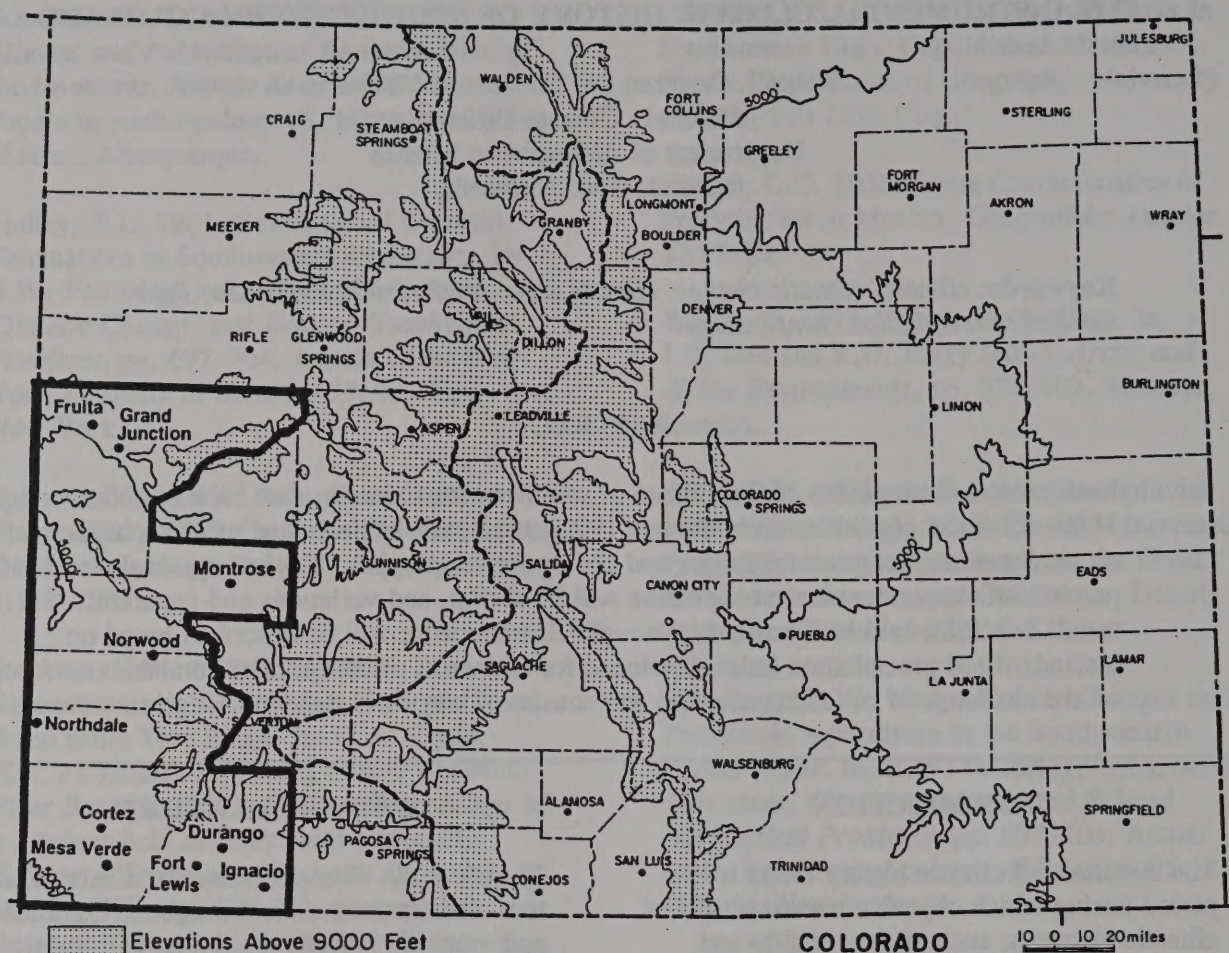 JULESBURG
WALDEN
FORT
COLLINS
5000
STERLING
CRAIG
STEAMBOAT
SPRINGS
GREELEY
FORT
MORGAN
LONGMONT
AKRON
WRAY
MEEKER
GRANBY
BOULDER
DENVER
VAIL
RIFLE
GLENWOOD
SPRINGS
DILLON
BURLINGTON
Fruita
Grand
Junction
LEADVILLE
LIMON
ASPEN
COLORADO
SPRINGS
GUNNISON
SALIDA
5000
Montrose
CANON CITY
EADS
Norwood
PUEBLO
SAGUACHE
LAMAR
LA JUNTA
Northdale
SILVERTON
WALSENBURG
ALAMOSA
Cortez
Durango
SPRINGFIELD
Mesa Verde
PAGOSA
SPRINGS
Fort
Lewis
Ignacio
SAN LUIS
TRINIDAD
CONEJOS
Elevations Above 9000 Feet
COLORADO
10 0 10 20 miles